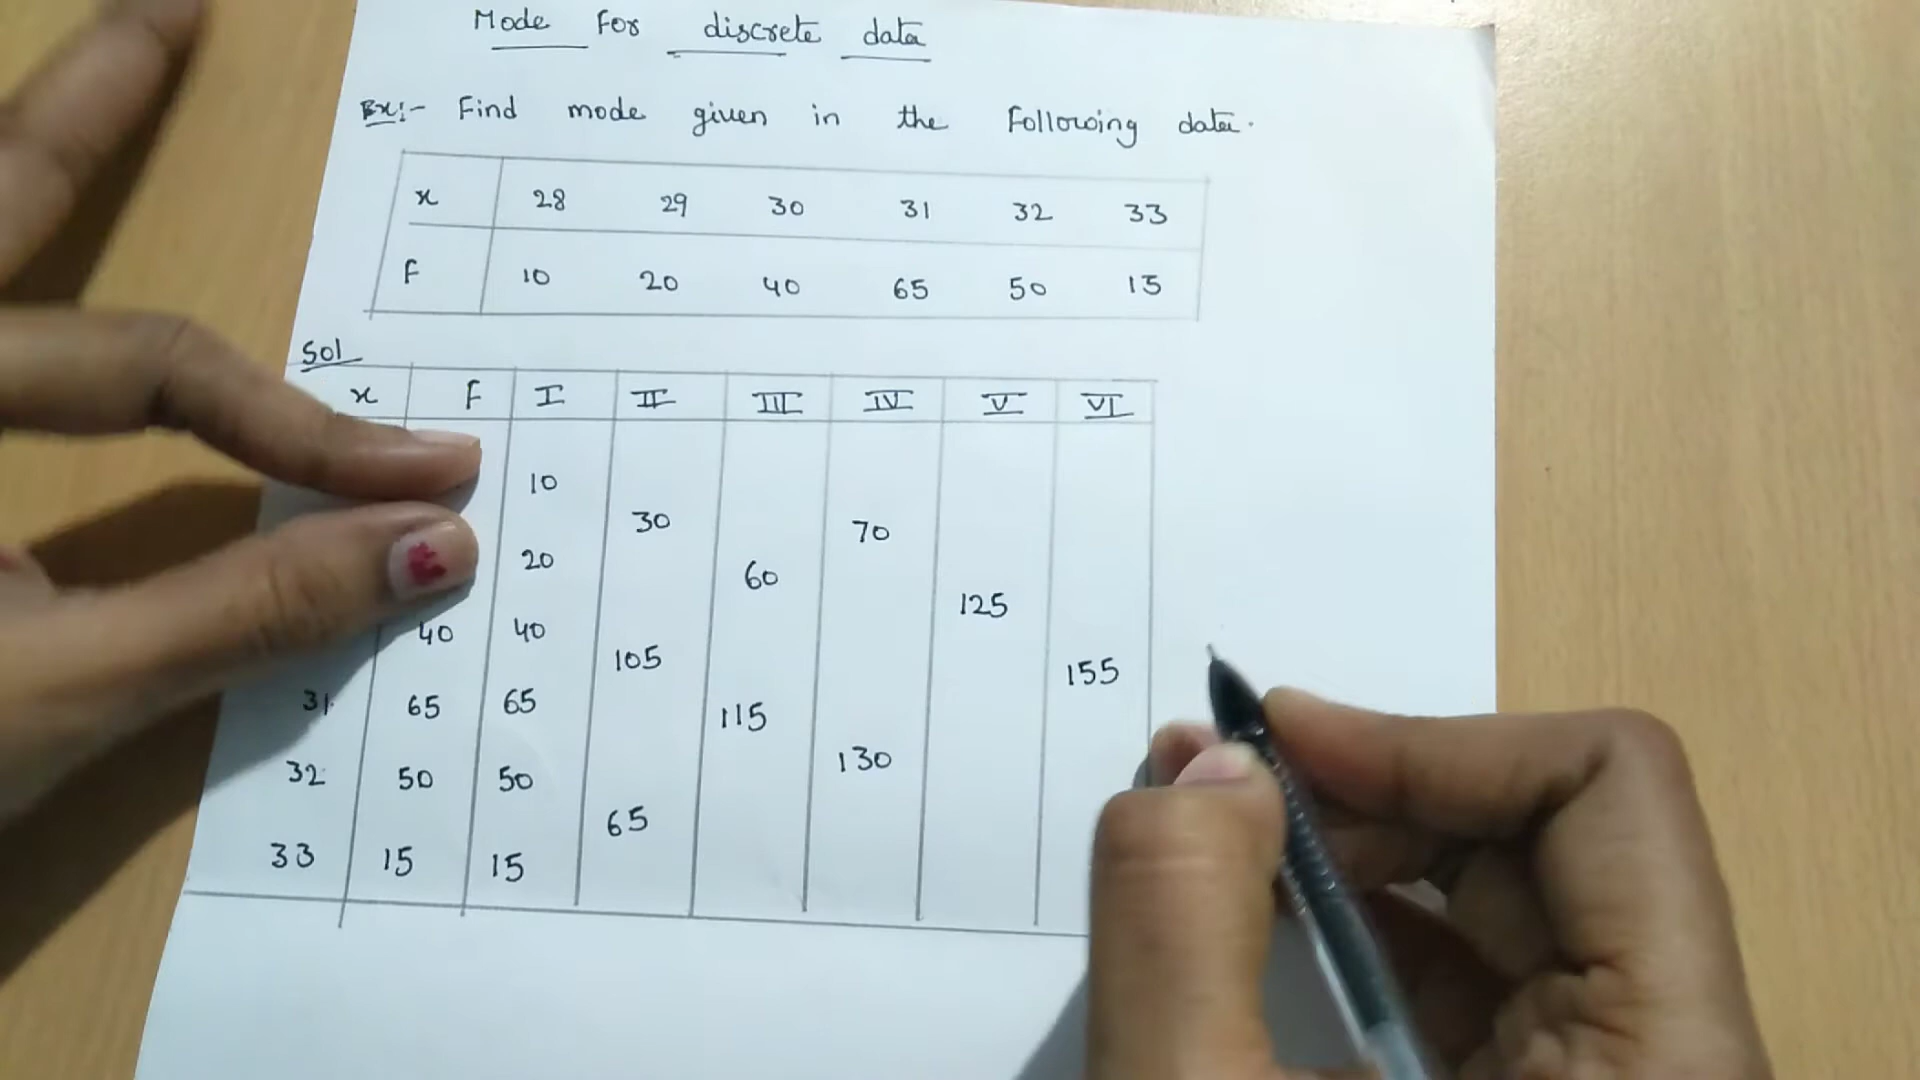 Mode For discrete data
Ex:- Find mode given in the Following data.
x 28 29 30 31 32 33
F 10 20 40 65 50 15
Sol
x F I II III IV V VI
10
30 70
20
60
125
40 40
105
155
31 65 65
115
130
32 50 50
65
33 15 15